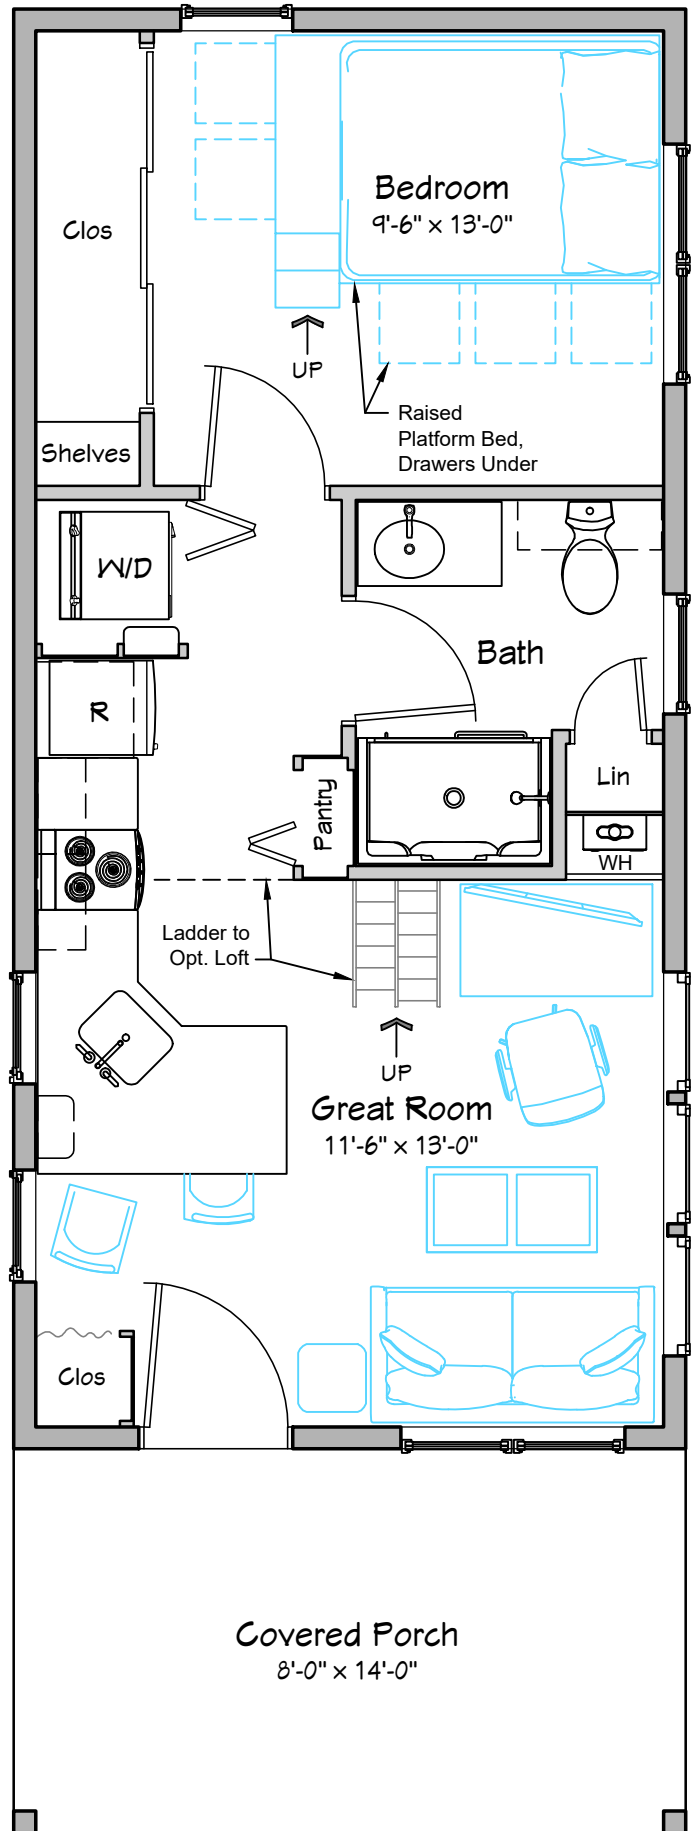 Bedroom
9'-6" x 13'-0"
Clos
UP
Raised
Platform Bed,
Drawers Under
Shelves
W/D
Bath
R
Pantry
Lin
WH
Ladder to
Opt. Loft
UP
Great Room
11'-6" x 13'-0"
Clos
Covered Porch
8'-0" x 14'-0"